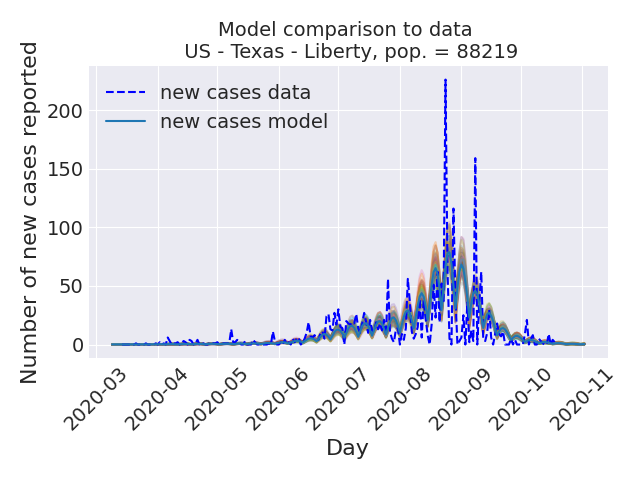 Model comparison to data
US - Texas - Liberty, pop. = 88219
Number of new cases reported
new cases data
new cases model
200
150
100
50
0
2020-03
2020-04
2020-05
2020-06
2020-07
2020-08
2020-09
2020-10
2020-11
Day